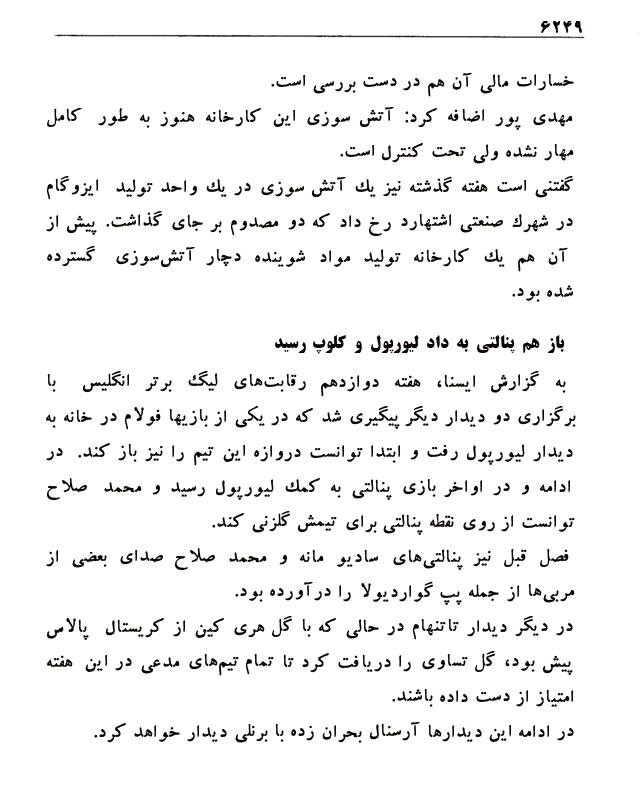 ۶۲۴۹
خسارات مالی آن هم در دست بررسی است.
مهدی پور اضافه کرد: آتش سوزی این کارخانه هنوز به طور کامل
مهار نشده ولی تحت کنترل است.
گفتنی است هفته گذشته نیز یك آتش سوزی در یك واحد تولید ایزوگام
در شهرك صنعتی اشتهارد رخ داد که دو مصدوم بر جای گذاشت. پیش از
آن هم یك کارخانه تولید مواد شوینده دچار آتش‌سوزی گسترده
شده بود.
باز هم پنالتی به داد لیورپول و کلوپ رسید
به گزارش ایسنا، هفته دوازدهم رقابت‌های لیگ برتر انگلیس با
برگزاری دو دیدار دیگر پیگیری شد که در یکی از بازیها فولام در خانه به
دیدار لیورپول رفت و ابتدا توانست دروازه این تیم را نیز باز کند. در
ادامه و در اواخر بازی پنالتی به کمك لیورپول رسید و محمد صلاح
توانست از روی نقطه پنالتی برای تیمش گلزنی کند.
فصل قبل نیز پنالتی‌های سادیو مانه و محمد صلاح صدای بعضی از
مربی‌ها از جمله پپ گواردیولا را درآورده بود.
در دیگر دیدار تاتنهام در حالی که با گل هری کین از کریستال پالاس
پیش بود، گل تساوی را دریافت کرد تا تمام تیم‌های مدعی در این هفته
امتیاز از دست داده باشند.
در ادامه این دیدارها آرسنال بحران زده با برنلی دیدار خواهد کرد.